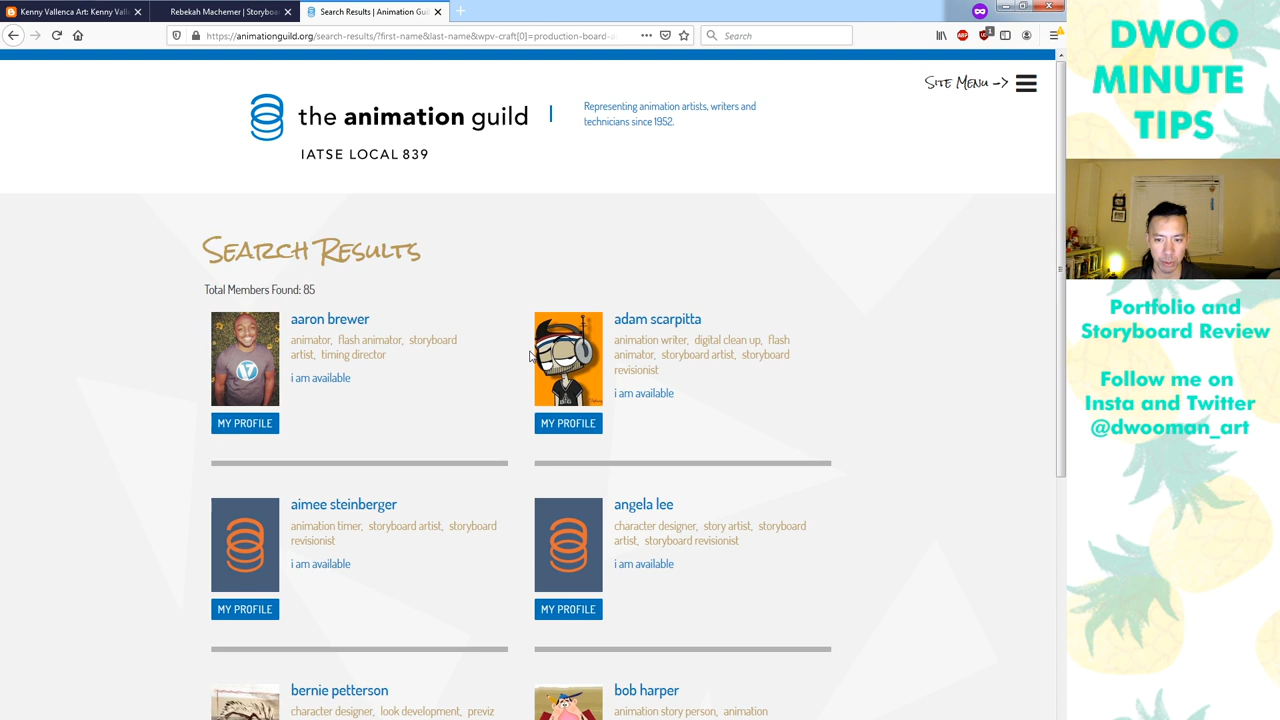 Kenny Vallenca Art: Kenny Valle
Rebekah Machemer | Storyboa
Search Results | Animation Guil
https://animationguild.org/search-results/?first-name&last-name&wpv-craft[0]=production-board-a
Search
Site Menu ->
the animation guild
IATSE LOCAL 839
Representing animation artists, writers and
technicians since 1952.
Search Results
Total Members Found: 85
aaron brewer
animator, flash animator, storyboard
artist, timing director
i am available
MY PROFILE
adam scarpitta
animation writer, digital clean up, flash
animator, storyboard artist, storyboard
revisionist
i am available
MY PROFILE
aimee steinberger
animation timer, storyboard artist, storyboard
revisionist
i am available
MY PROFILE
angela lee
character designer, story artist, storyboard
artist, storyboard revisionist
i am available
MY PROFILE
bernie petterson
character designer, look development, previz
bob harper
animation story person, animation
DWOO
MINUTE
TIPS
Portfolio and
Storyboard Review
Follow me on
Insta and Twitter
@dwooman_art